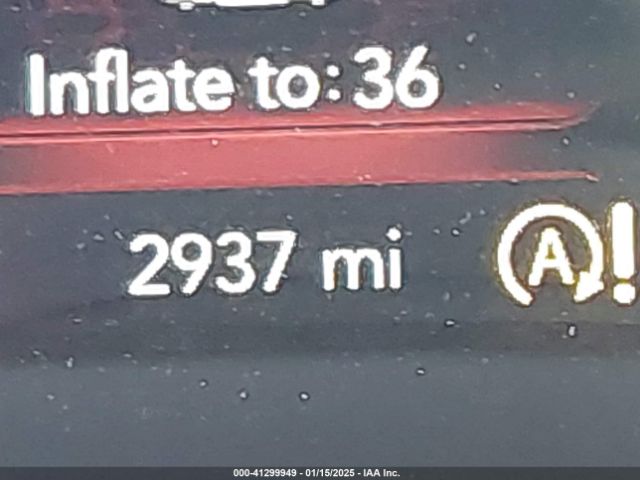 Inflate to: 36
2937 mi
A!
000-41299949 - 01/15/2025 - IAA Inc.